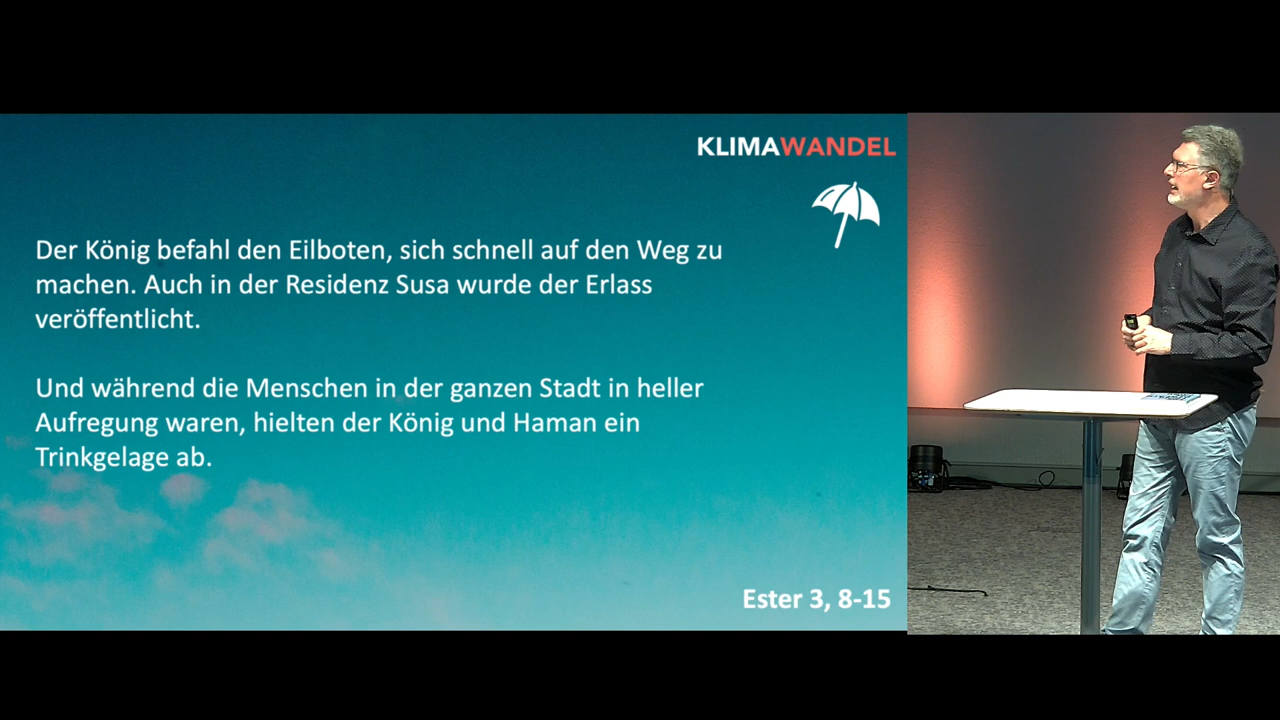 KLIMAWANDEL
Der König befahl den Eilboten, sich schnell auf den Weg zu
machen. Auch in der Residenz Susa wurde der Erlass
veröffentlicht.
Und während die Menschen in der ganzen Stadt in heller
Aufregung waren, hielten der König und Haman ein
Trinkgelage ab.
Ester 3, 8-15